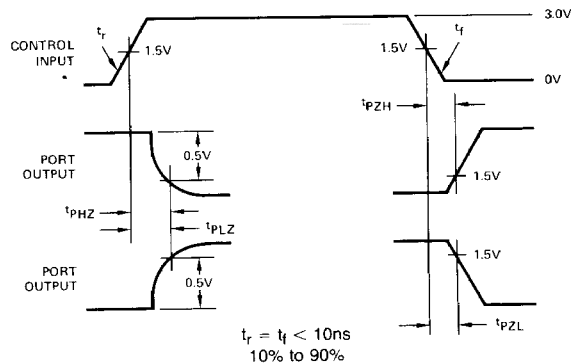 3.0V
t_r
t_f
CONTROL
INPUT
1.5V
1.5V
0V
t_PZH
PORT
OUTPUT
0.5V
1.5V
t_PHZ
t_PLZ
PORT
OUTPUT
0.5V
1.5V
t_PZL
t_r = t_f < 10ns
10% to 90%